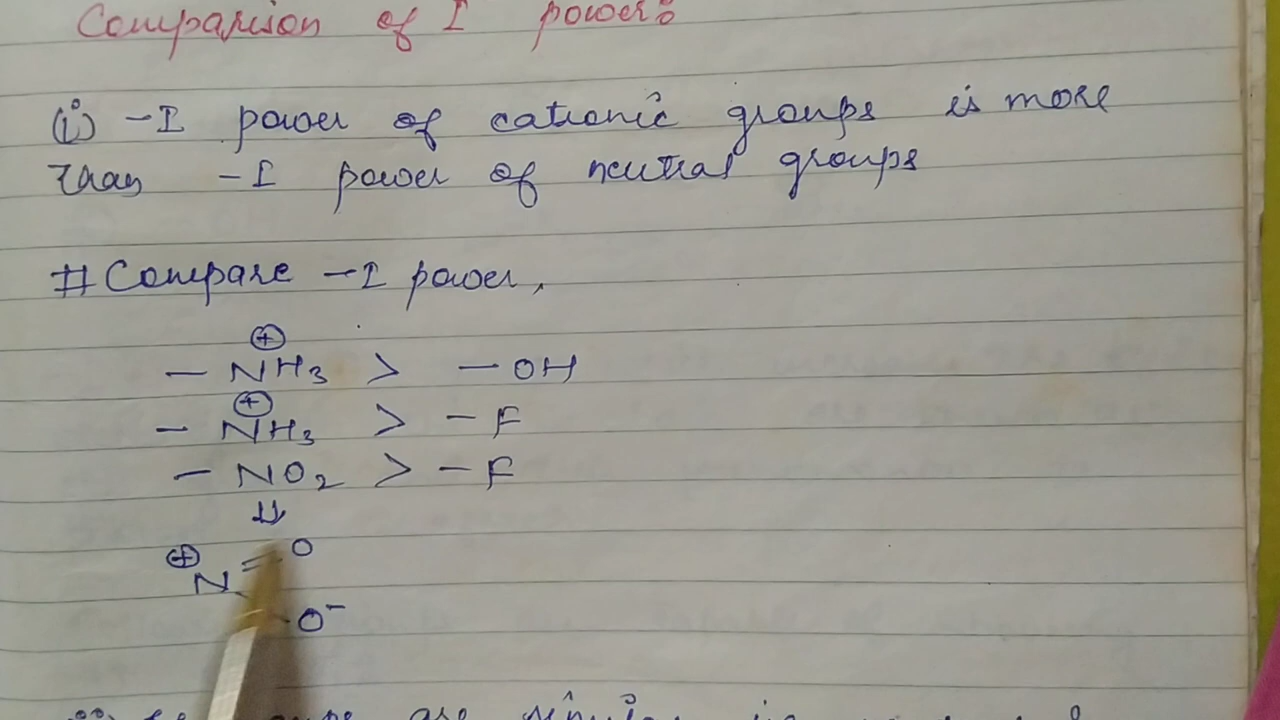 Comparison of I power:
(i) -I power of cationic groups is more
than -I power of neutral groups
# Compare -I power,
⊕
- NH3 > - OH
⊕
- NH3 > - F
- NO2 > - F
⇓
⊕ N = O
- O⁻
are